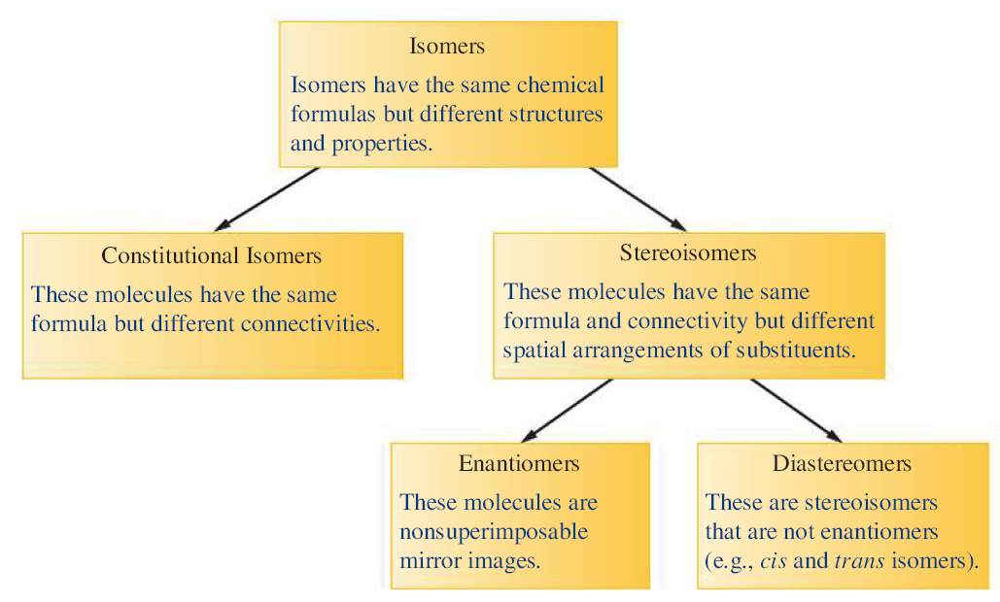 Isomers
Isomers have the same chemical
formulas but different structures
and properties.
Constitutional Isomers
These molecules have the same
formula but different connectivities.
Stereoisomers
These molecules have the same
formula and connectivity but different
spatial arrangements of substituents.
Enantiomers
These molecules are
nonsuperimposable
mirror images.
Diastereomers
These are stereoisomers
that are not enantiomers
(e.g., cis and trans isomers).